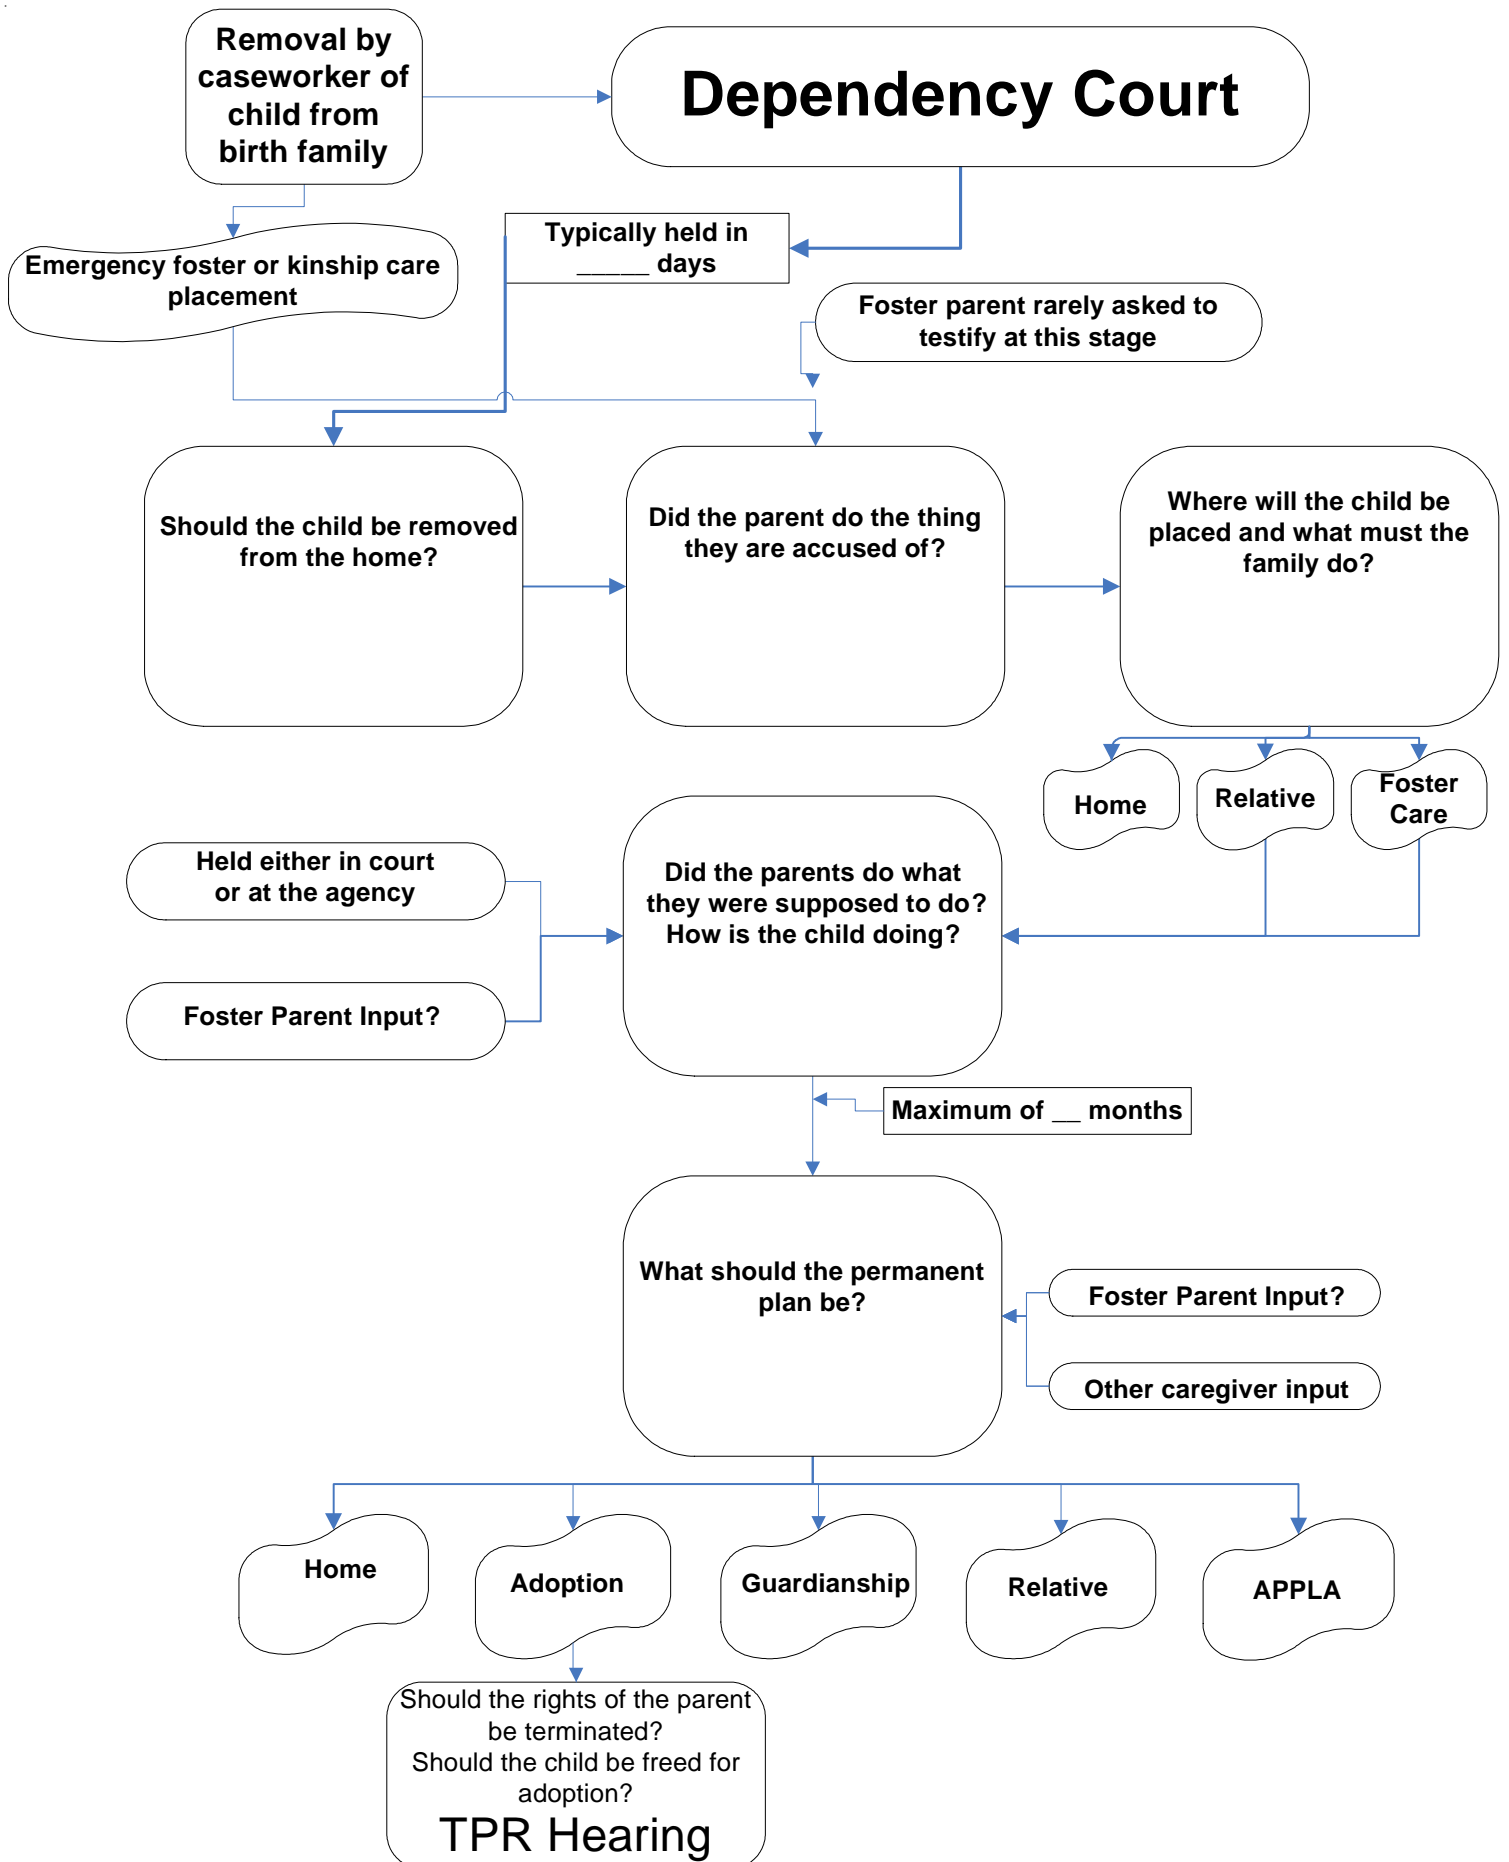 Removal by
caseworker of
child from
birth family
Dependency Court
Typically held in
_____ days
Emergency foster or kinship care
placement
Foster parent rarely asked to
testify at this stage
Should the child be removed
from the home?
Did the parent do the thing
they are accused of?
Where will the child be
placed and what must the
family do?
Home
Relative
Foster
Care
Held either in court
or at the agency
Did the parents do what
they were supposed to do?
How is the child doing?
Foster Parent Input?
Maximum of __ months
What should the permanent
plan be?
Foster Parent Input?
Other caregiver input
Home
Adoption
Guardianship
Relative
APPLA
Should the rights of the parent
be terminated?
Should the child be freed for
adoption?
TPR Hearing